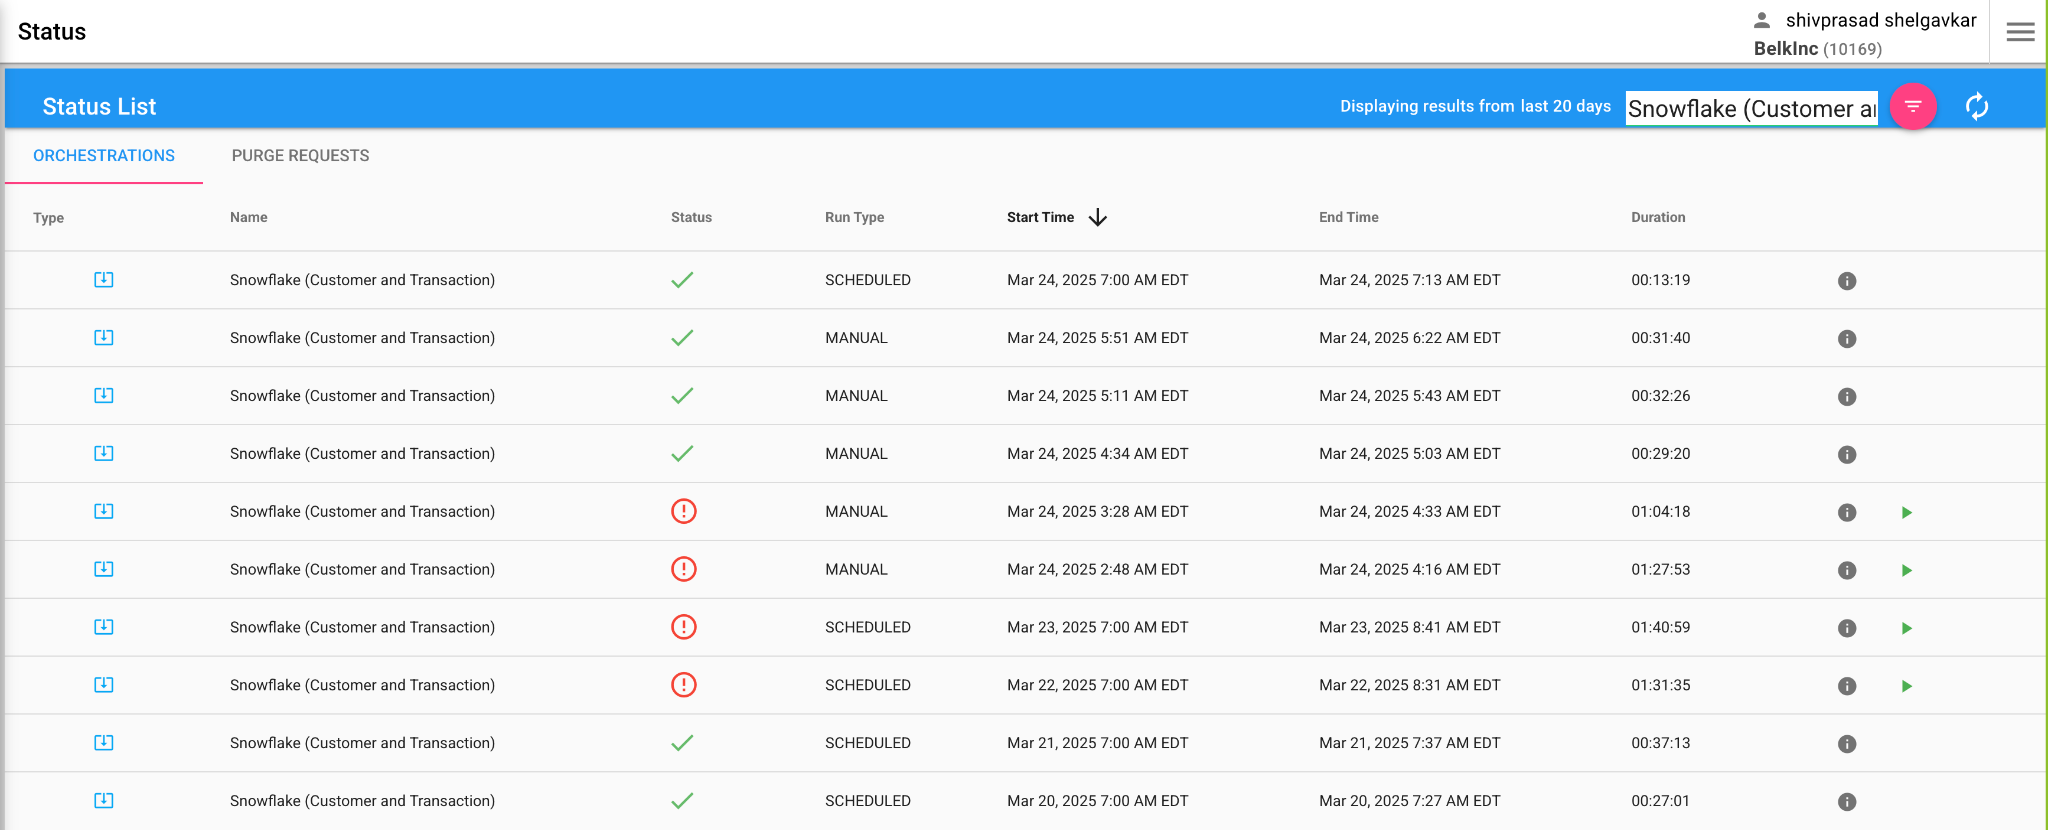 Status
shivprasad shelgavkar
BelkInc (10169)
Status List
Displaying results from last 20 days
Snowflake (Customer a
ORCHESTRATIONS PURGE REQUESTS
Type Name Status Run Type Start Time End Time Duration
Snowflake (Customer and Transaction) SCHEDULED Mar 24, 2025 7:00 AM EDT Mar 24, 2025 7:13 AM EDT 00:13:19
Snowflake (Customer and Transaction) MANUAL Mar 24, 2025 5:51 AM EDT Mar 24, 2025 6:22 AM EDT 00:31:40
Snowflake (Customer and Transaction) MANUAL Mar 24, 2025 5:11 AM EDT Mar 24, 2025 5:43 AM EDT 00:32:26
Snowflake (Customer and Transaction) MANUAL Mar 24, 2025 4:34 AM EDT Mar 24, 2025 5:03 AM EDT 00:29:20
Snowflake (Customer and Transaction) MANUAL Mar 24, 2025 3:28 AM EDT Mar 24, 2025 4:33 AM EDT 01:04:18
Snowflake (Customer and Transaction) MANUAL Mar 24, 2025 2:48 AM EDT Mar 24, 2025 4:16 AM EDT 01:27:53
Snowflake (Customer and Transaction) SCHEDULED Mar 23, 2025 7:00 AM EDT Mar 23, 2025 8:41 AM EDT 01:40:59
Snowflake (Customer and Transaction) SCHEDULED Mar 22, 2025 7:00 AM EDT Mar 22, 2025 8:31 AM EDT 01:31:35
Snowflake (Customer and Transaction) SCHEDULED Mar 21, 2025 7:00 AM EDT Mar 21, 2025 7:37 AM EDT 00:37:13
Snowflake (Customer and Transaction) SCHEDULED Mar 20, 2025 7:00 AM EDT Mar 20, 2025 7:27 AM EDT 00:27:01